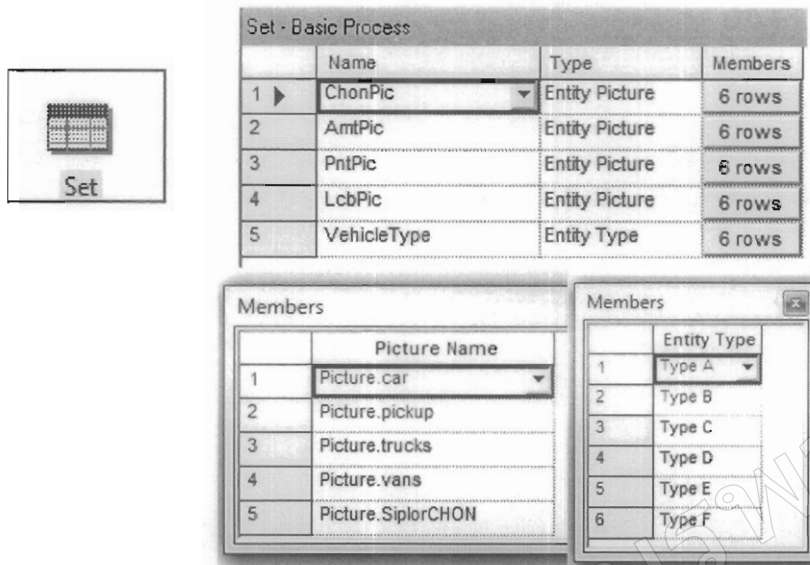 Set
Set - Basic Process
Name Type Members
1 ChonPic Entity Picture 6 rows
2 AmtPic Entity Picture 6 rows
3 PntPic Entity Picture 6 rows
4 LcbPic Entity Picture 6 rows
5 VehicleType Entity Type 6 rows
Members
Picture Name
1 Picture.car
2 Picture.pickup
3 Picture.trucks
4 Picture.vans
5 Picture.SiplorCHON
Members
Entity Type
1 Type A
2 Type B
3 Type C
4 Type D
5 Type E
6 Type F